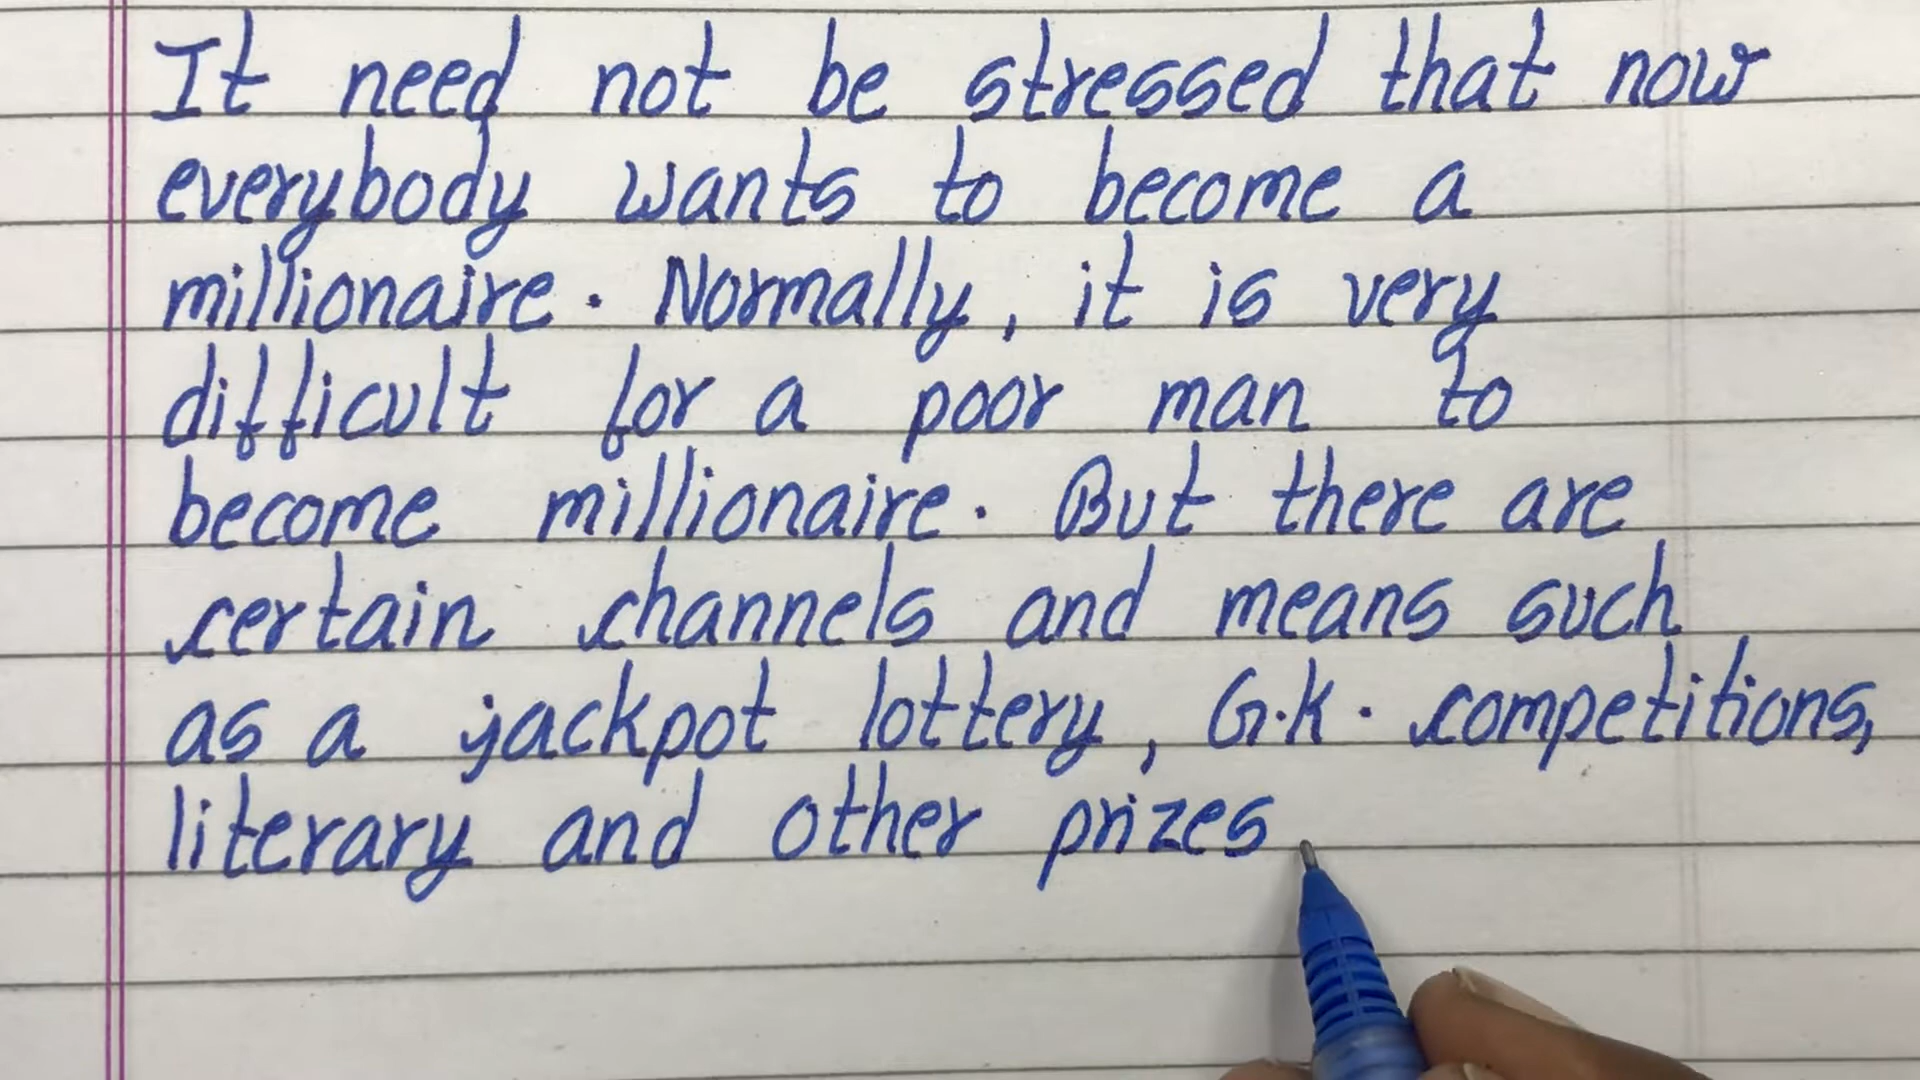 It need not be stressed that now
everybody wants to become a
millionaire. Normally, it is very
difficult for a poor man to
become millionaire. But there are
certain channels and means such
as a jackpot lottery, G.K. competitions,
literary and other prizes